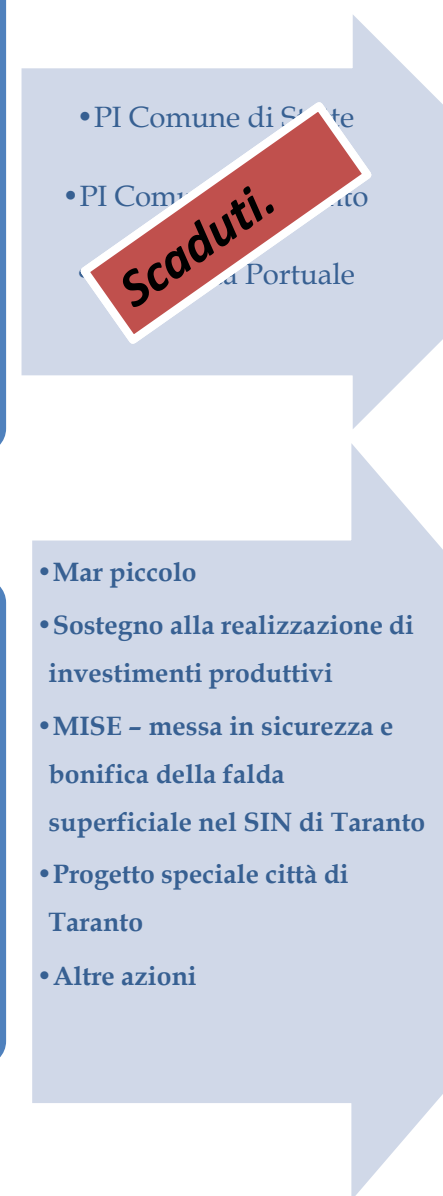 •PI Comune di
•PI
Scaduti.
Portuale
•Mar piccolo
•Sostegno alla realizzazione di
investimenti produttivi
•MISE – messa in sicurezza e
bonifica della falda
superficiale nel SIN di Taranto
•Progetto speciale città di
Taranto
•Altre azioni